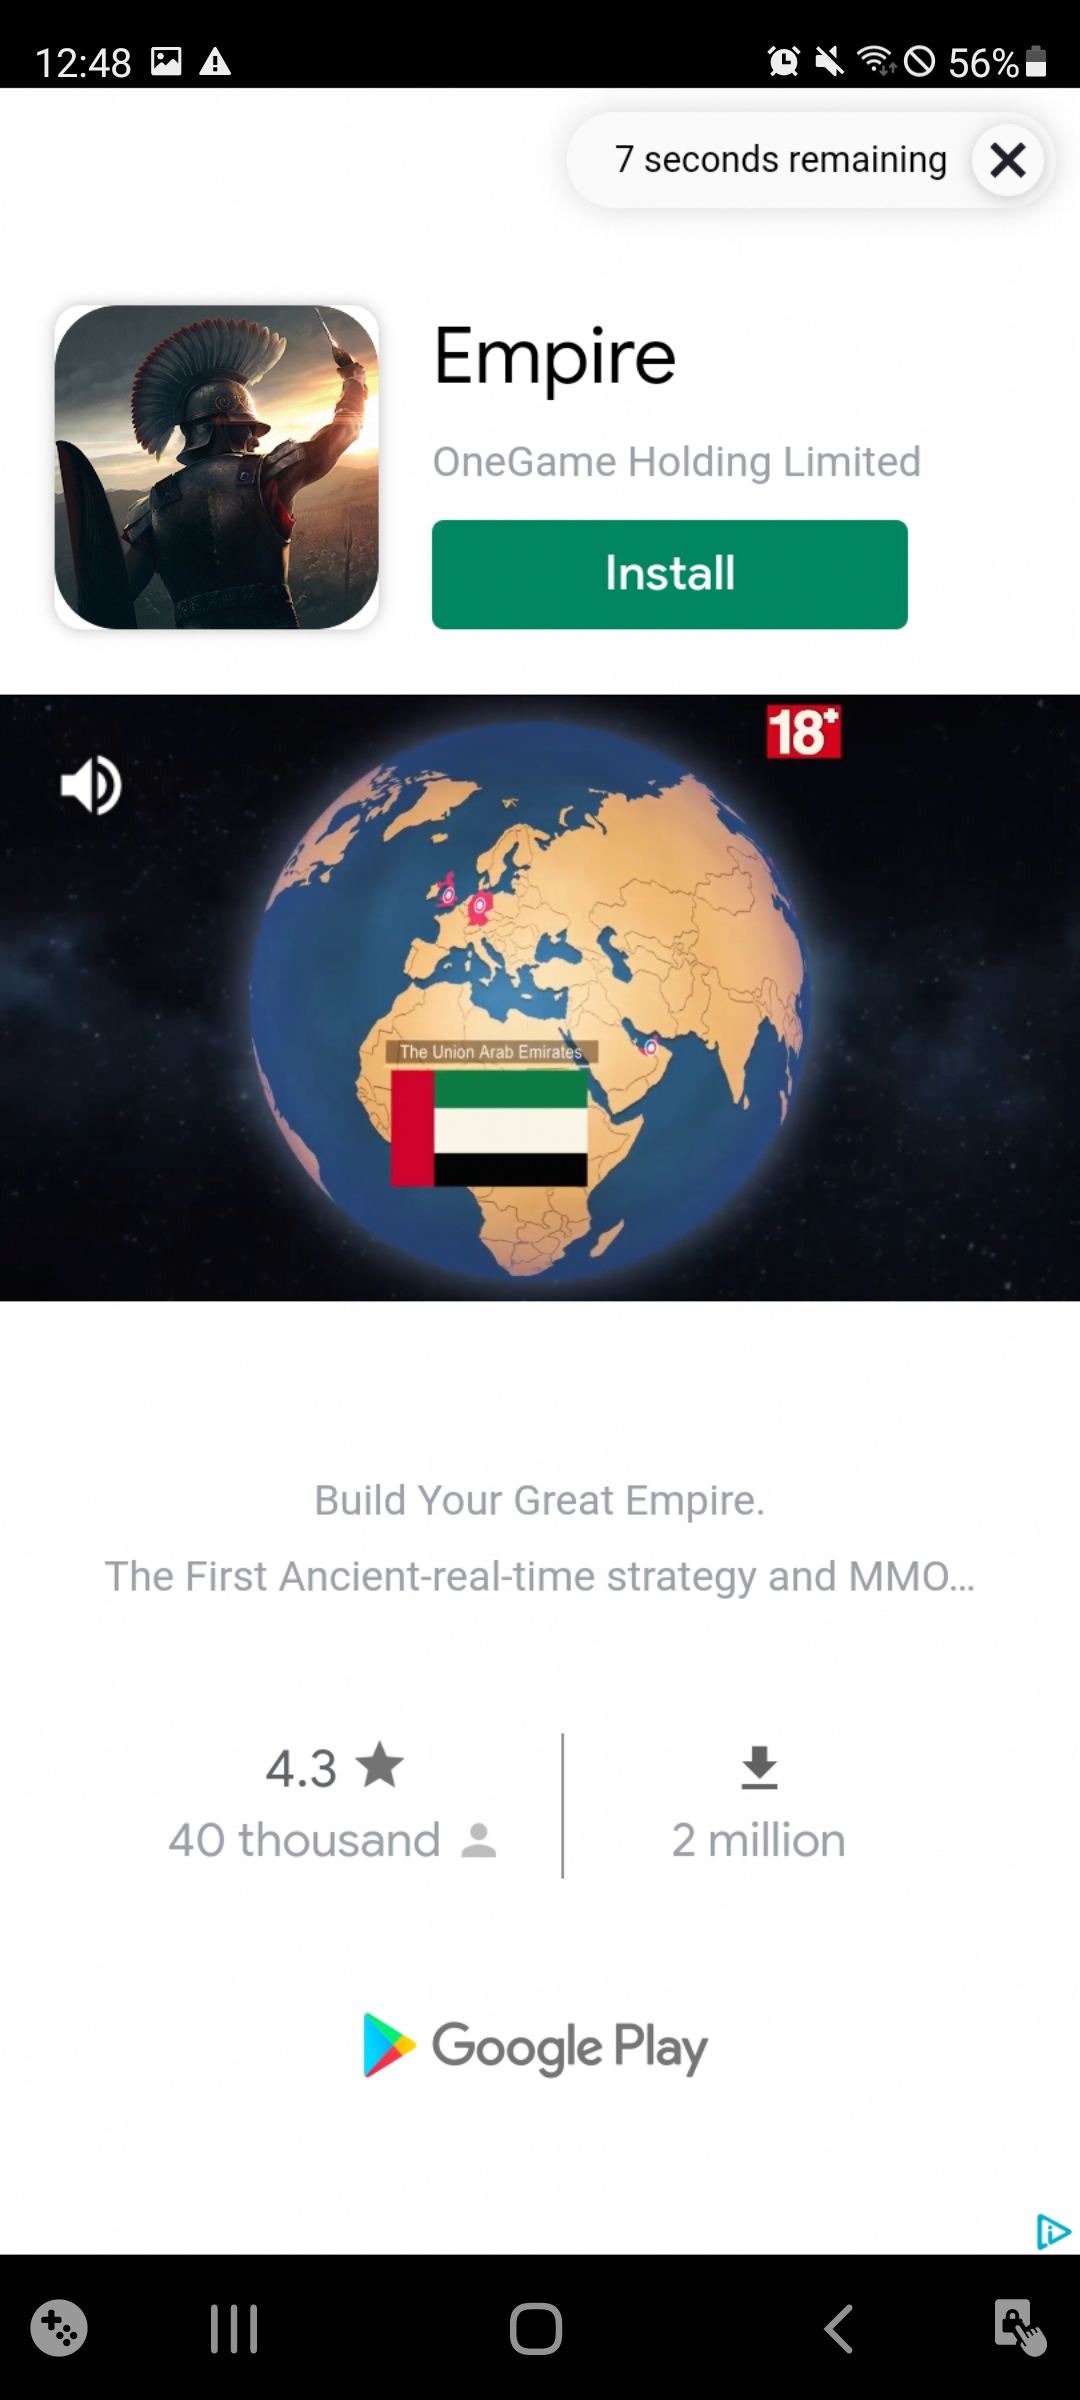 12:48
56%
7 seconds remaining
Empire
OneGame Holding Limited
Install
18+
The Union Arab Emirates
Build Your Great Empire.
The First Ancient-real-time strategy and MMO...
4.3
40 thousand
2 million
Google Play